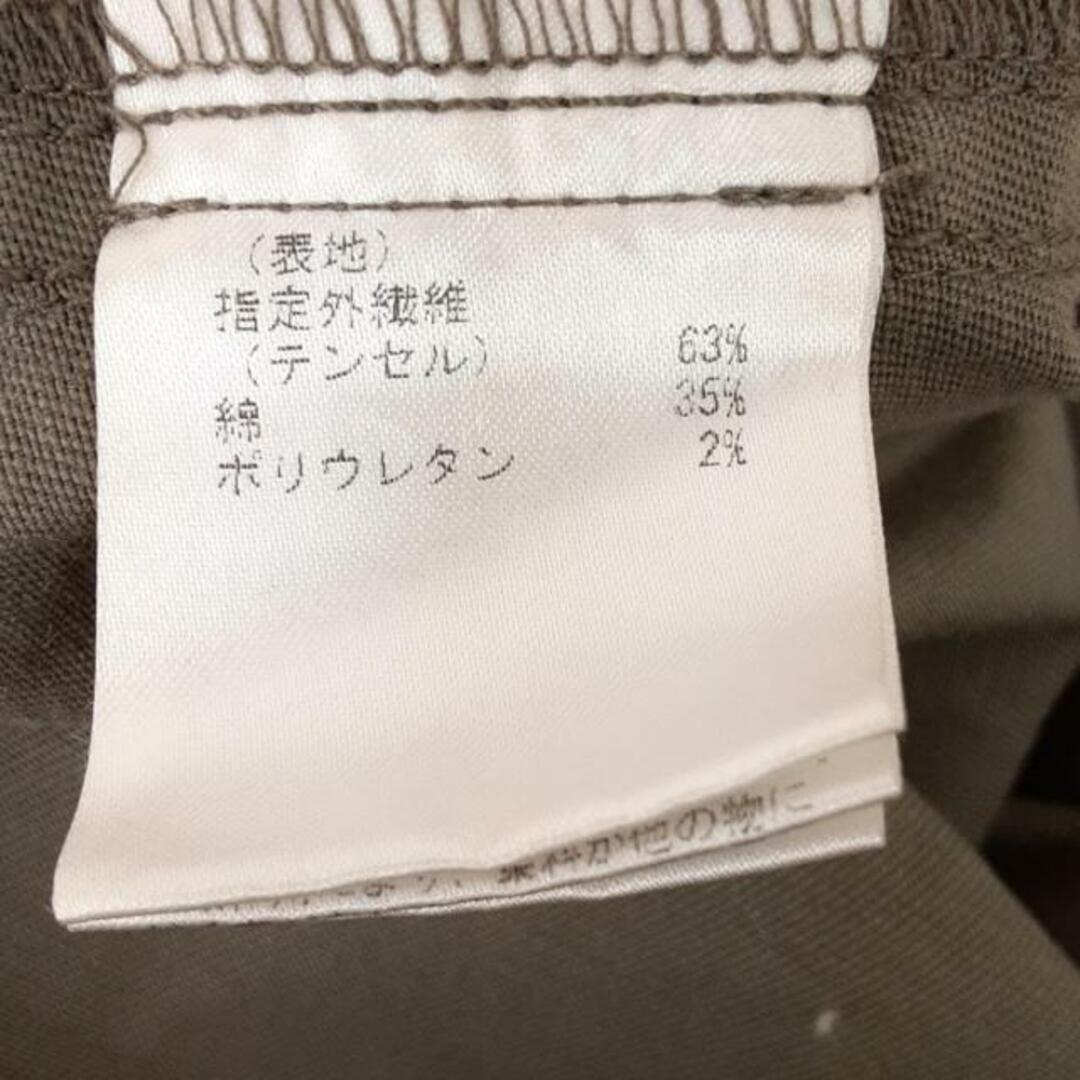 (表地)
指定外繊維
(テンセル) 63%
綿 35%
ポリウレタン 2%
が他の物に